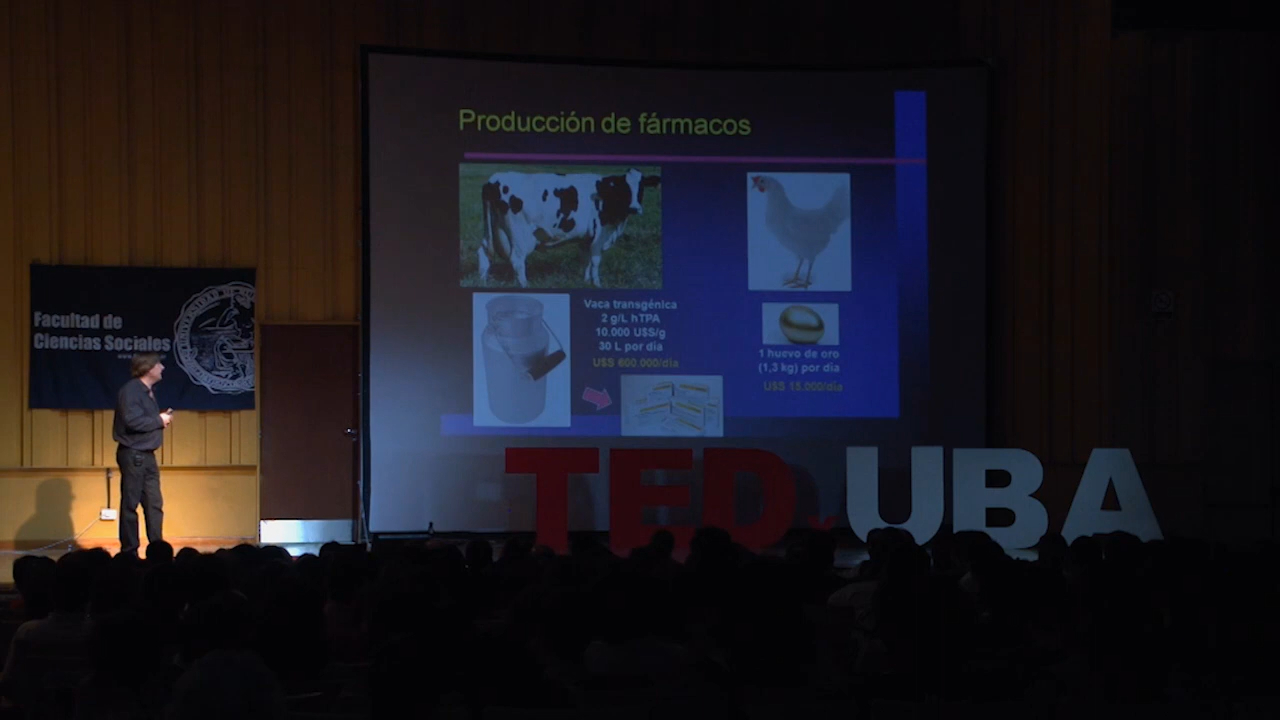 Producción de fármacos
Vaca transgénica
2 g/L hTPA
10.000 U$S/g
30 L por día
U$S 600.000/día
1 huevo de oro
(1,3 kg) por día
U$S 15.000/día
Facultad de
Ciencias Sociales
TEDx UBA